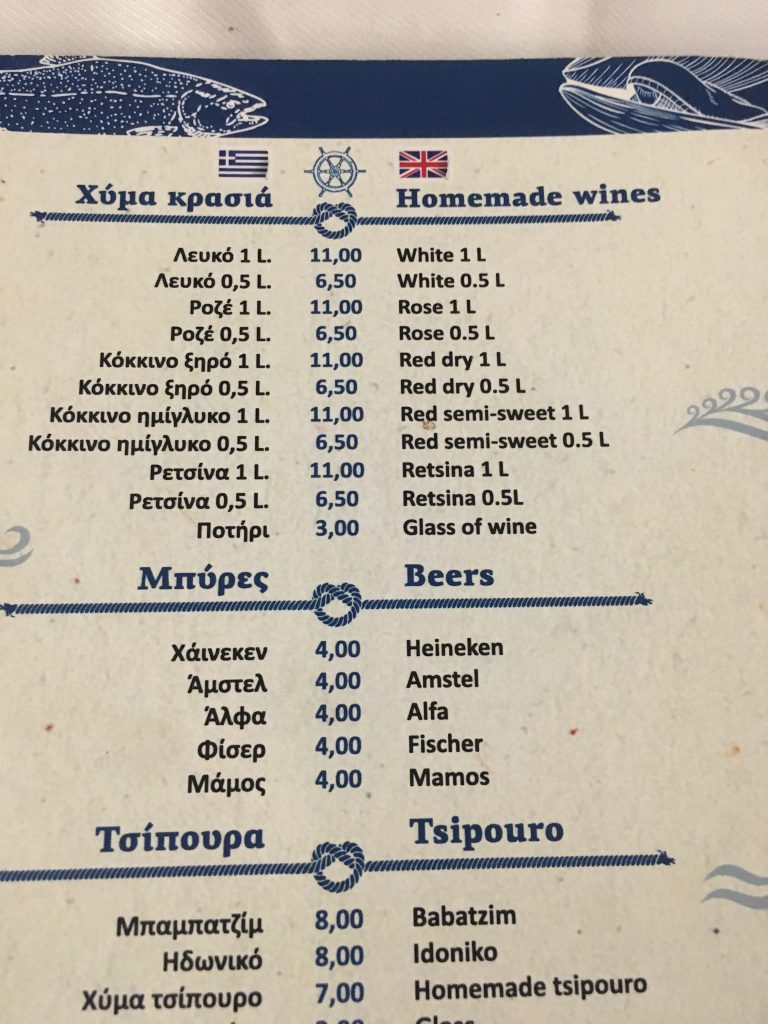 Χύμα κρασιά Homemade wines
Λευκό 1 L. 11,00 White 1 L
Λευκό 0,5 L. 6,50 White 0.5 L
Ροζέ 1 L. 11,00 Rose 1 L
Ροζέ 0,5 L. 6,50 Rose 0.5 L
Κόκκινο ξηρό 1 L. 11,00 Red dry 1 L
Κόκκινο ξηρό 0,5 L. 6,50 Red dry 0.5 L
Κόκκινο ημίγλυκο 1 L. 11,00 Red semi-sweet 1 L
Κόκκινο ημίγλυκο 0,5 L. 6,50 Red semi-sweet 0.5 L
Ρετσίνα 1 L. 11,00 Retsina 1 L
Ρετσίνα 0,5 L. 6,50 Retsina 0.5L
Ποτήρι 3,00 Glass of wine
Μπύρες Beers
Χάινεκεν 4,00 Heineken
Άμστελ 4,00 Amstel
Άλφα 4,00 Alfa
Φίσερ 4,00 Fischer
Μάμος 4,00 Mamos
Τσίπουρα Tsipouro
Μπαμπατζίμ 8,00 Babatzim
Ηδωνικό 8,00 Idoniko
Χύμα τσίπουρο 7,00 Homemade tsipouro